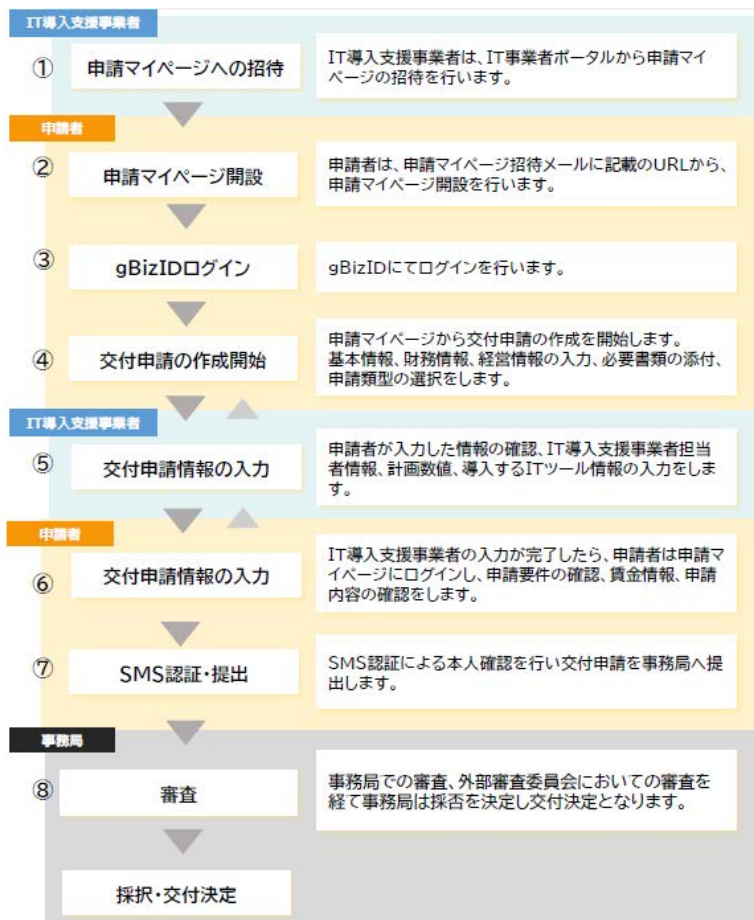 IT導入支援事業者
①
申請マイページへの招待
IT導入支援事業者は、IT事業者ポータルから申請マイ
ページの招待を行います。
申請者
②
申請マイページ開設
申請者は、申請マイページ招待メールに記載のURLから、
申請マイページ開設を行います。
③
gBizIDログイン
gBizIDにてログインを行います。
④
交付申請の作成開始
申請マイページから交付申請の作成を開始します。
基本情報、財務情報、経営情報の入力、必要書類の添付、
申請類型の選択をします。
IT導入支援事業者
⑤
交付申請情報の入力
申請者が入力した情報の確認、IT導入支援事業者担当
者情報、計画数値、導入するITツール情報の入力をしま
す。
申請者
⑥
交付申請情報の入力
IT導入支援事業者の入力が完了したら、申請者は申請マ
イページにログインし、申請要件の確認、賃金情報、申請
内容の確認をします。
⑦
SMS認証・提出
SMS認証による本人確認を行い交付申請を事務局へ提
出します。
事務局
⑧
審査
事務局での審査、外部審査委員会においての審査を
経て事務局は採否を決定し交付決定となります。
採択・交付決定